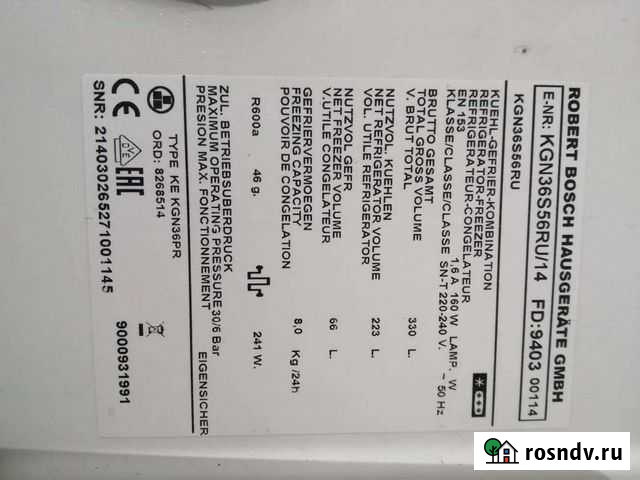 ROBERT BOSCH HAUSGERÄTE GMBH
E-NR: KGN36S56RU/14 FD:9403 00114
KGN36S56RU
KUEHL-GEFRIER-KOMBINATION
REFRIGERATOR-FREEZER
REFRIGERATEUR-CONGELATEUR
EN 153 1,6 A 160 W LAMP. W
KLASSE/CLASSE/CLASSE SN-T 220-240 V. ~ 50 Hz
BRUTTO GESAMT
TOTAL GROSS VOLUME
V. BRUT TOTAL 330 L.
NUTZVOL. KUEHLEN
NET REFRIGERATOR VOLUME
VOL. UTILE REFRIGERATOR 223 L.
NUTZVOL. GEFR.
NET FREEZER VOLUME
V.UTILE CONGELATEUR 66 L.
GEFRIERVERMOEGEN
FREEZING CAPACITY
POUVOIR DE CONGELATION 8,0 Kg /24h
R600a 46 g. 241 W.
ZUL. BETRIEBSUBERDRUCK
MAXIMUM OPERATING PRESSURE 30/6 Bar
PRESION MAX. FONCTIONNEMENT EIGENSICHER
TYPE KE KGN36PR
ORD: 8268514
CE
DVE
EAC
SNR: 214030265271001145 9000931991
rosndv.ru